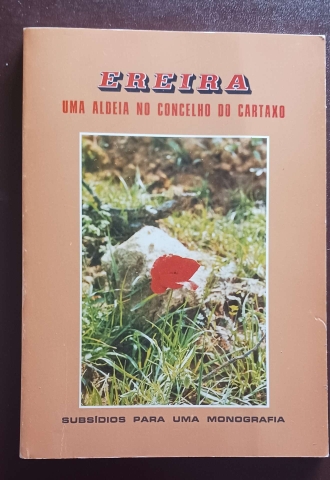 EREIRA
UMA ALDEIA NO CONCELHO DO CARTAXO
SUBSÍDIOS PARA UMA MONOGRAFIA